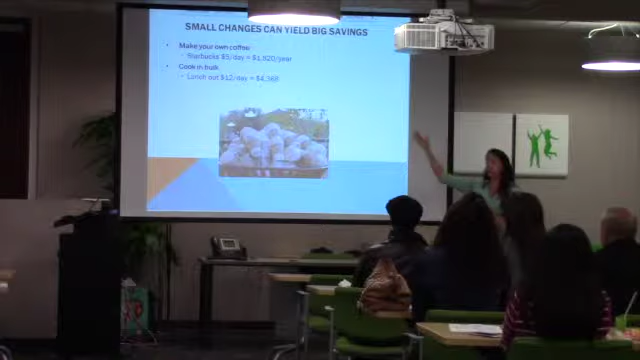 SMALL CHANGES CAN YIELD BIG SAVINGS
Make your own coffee:
Starbucks $5/day = $1,820/year
Cook in bulk:
Lunch out $12/day = $4,368